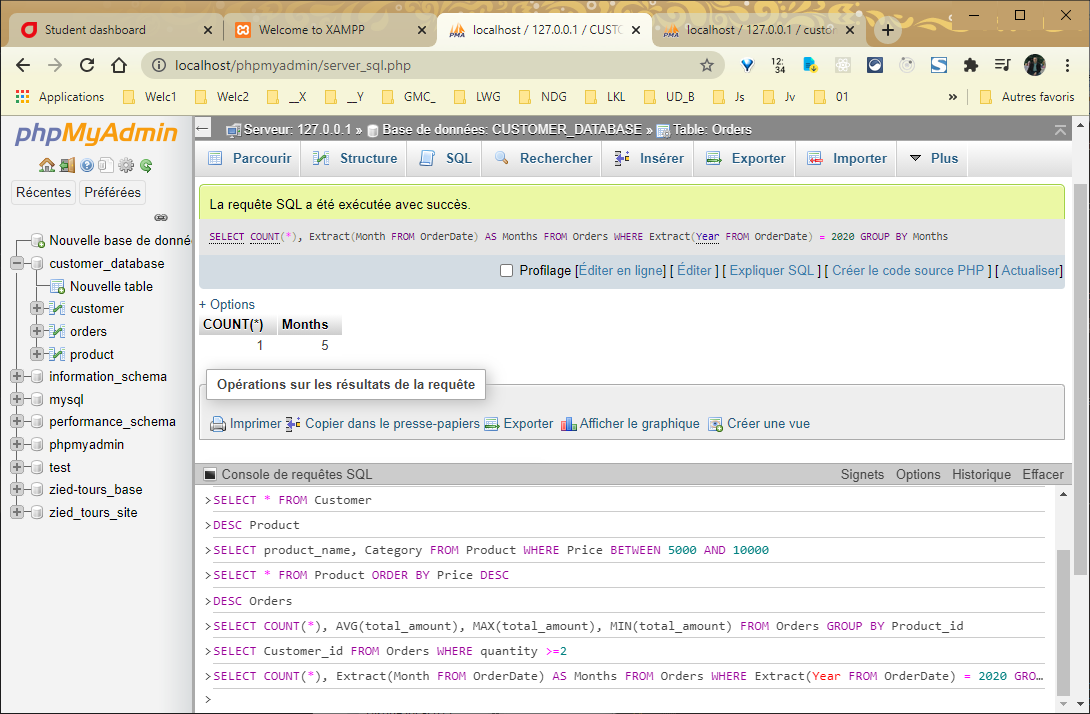 Student dashboard
Welcome to XAMPP
localhost / 127.0.0.1 / CUSTO
localhost / 127.0.0.1 / custom
localhost/phpmyadmin/server_sql.php
12:
34
Applications Welc1 Welc2 __X __Y GMC_ LWG NDG LKL UD_B Js Jv 01 » Autres favoris
phpMyAdmin
Récentes Préférées
Nouvelle base de donné
customer_database
Nouvelle table
customer
orders
product
information_schema
mysql
performance_schema
phpmyadmin
test
zied-tours_base
zied_tours_site
Serveur: 127.0.0.1 » Base de données: CUSTOMER_DATABASE » Table: Orders
Parcourir Structure SQL Rechercher Insérer Exporter Importer Plus
La requête SQL a été exécutée avec succès.
SELECT COUNT(*), Extract(Month FROM OrderDate) AS Months FROM Orders WHERE Extract(Year FROM OrderDate) = 2020 GROUP BY Months
Profilage [Éditer en ligne] [ Éditer ] [ Expliquer SQL ] [ Créer le code source PHP ] [ Actualiser]
+ Options
COUNT(*) Months
1 5
Opérations sur les résultats de la requête
Imprimer Copier dans le presse-papiers Exporter Afficher le graphique Créer une vue
Console de requêtes SQL Signets Options Historique Effacer
>SELECT * FROM Customer
>DESC Product
>SELECT product_name, Category FROM Product WHERE Price BETWEEN 5000 AND 10000
>SELECT * FROM Product ORDER BY Price DESC
>DESC Orders
>SELECT COUNT(*), AVG(total_amount), MAX(total_amount), MIN(total_amount) FROM Orders GROUP BY Product_id
>SELECT Customer_id FROM Orders WHERE quantity >=2
>SELECT COUNT(*), Extract(Month FROM OrderDate) AS Months FROM Orders WHERE Extract(Year FROM OrderDate) = 2020 GRO…
>